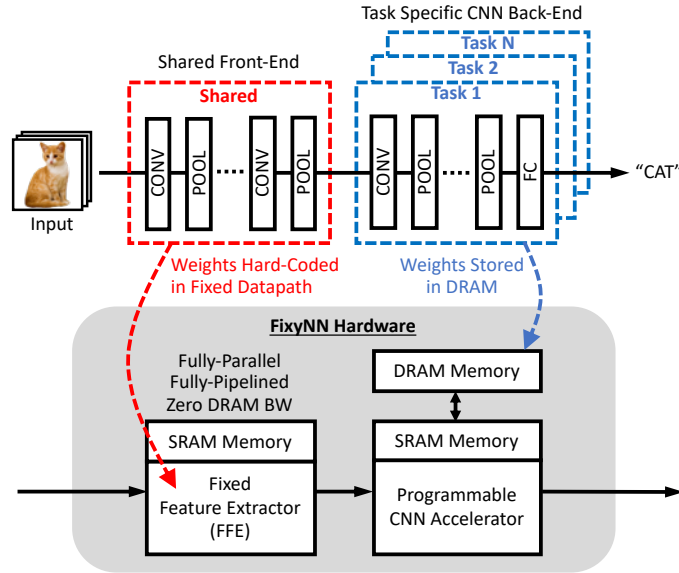 Task Specific CNN Back-End
Task N
Shared Front-End
Task 2
Shared
Task 1
CONV
POOL
CONV
POOL
CONV
POOL
POOL
FC
"CAT"
Input
Weights Hard-Coded
in Fixed Datapath
Weights Stored
in DRAM
FixyNN Hardware
Fully-Parallel
Fully-Pipelined
Zero DRAM BW
DRAM Memory
SRAM Memory
SRAM Memory
Fixed
Feature Extractor
(FFE)
Programmable
CNN Accelerator